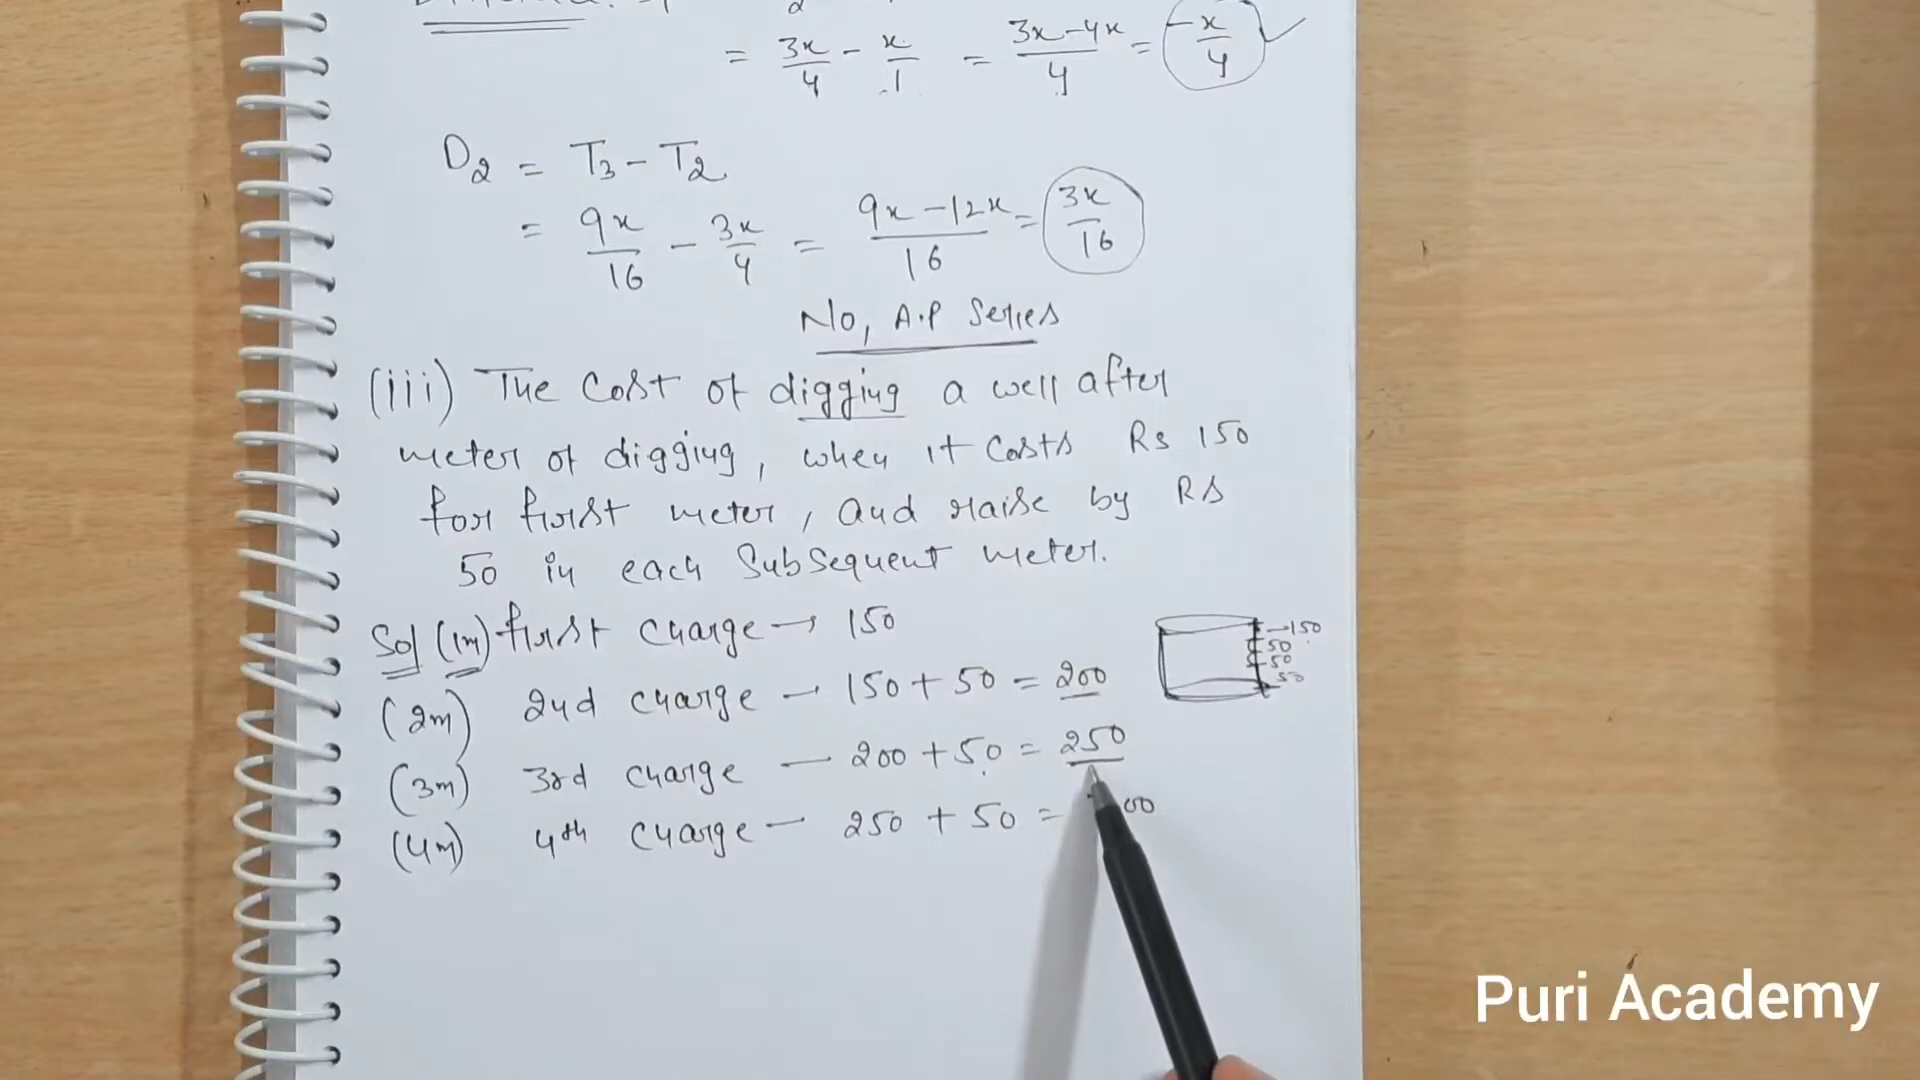 2
= 3x/4 - x/1 = 3x-4x/4 = -x/4
D2 = T3 - T2
= 9x/16 - 3x/4 = 9x-12x/16 = 3x/16
No, A.P Series
(iii) The Cost of digging a well after
meter of digging, when it Costs Rs 150
for first meter, and raise by RS
50 in each Subsequent meter.
Sol (1m) first charge → 150
(2m) 2nd charge → 150 + 50 = 200
(3m) 3rd charge — 200 + 50 = 250
(4m) 4th charge — 250 + 50 = 00
150
50
50
50
Puri Academy